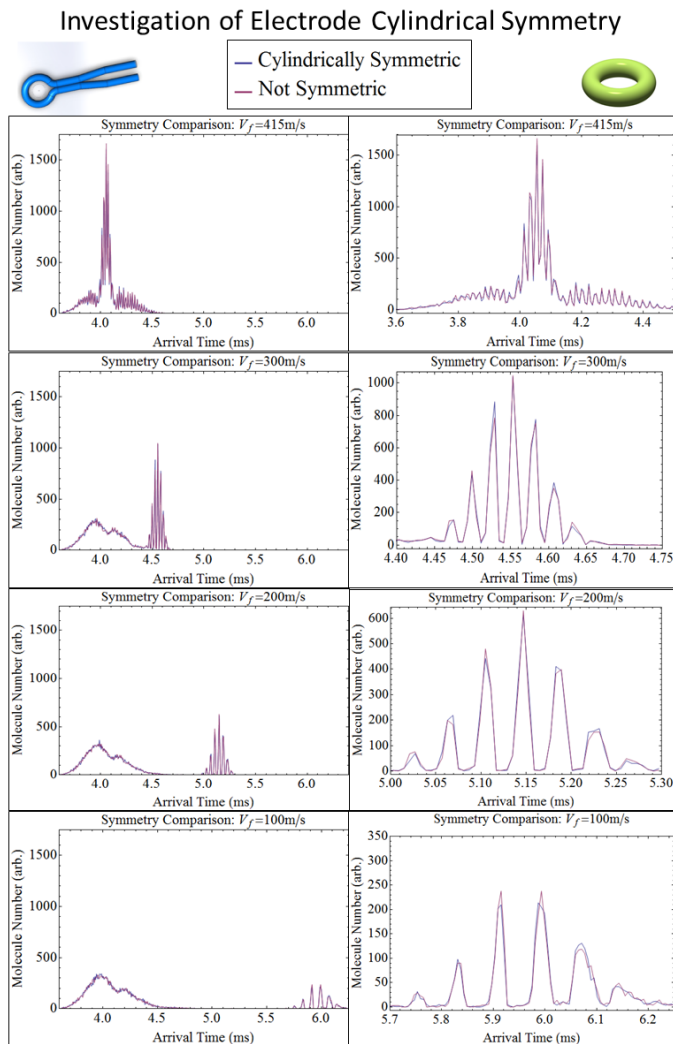 Investigation of Electrode Cylindrical Symmetry
Cylindrically Symmetric
Not Symmetric
Symmetry Comparison: V_f=415m/s
Molecule Number (arb.)
1500
1000
500
0
4.0 4.5 5.0 5.5 6.0
Arrival Time (ms)
Symmetry Comparison: V_f=415m/s
Molecule Number (arb.)
1500
1000
500
0
3.6 3.8 4.0 4.2 4.4
Arrival Time (ms)
Symmetry Comparison: V_f=300m/s
Molecule Number (arb.)
1500
1000
500
0
4.0 4.5 5.0 5.5 6.0
Arrival Time (ms)
Symmetry Comparison: V_f=300m/s
Molecule Number (arb.)
1000
800
600
400
200
0
4.40 4.45 4.50 4.55 4.60 4.65 4.70 4.75
Arrival Time (ms)
Symmetry Comparison: V_f=200m/s
Molecule Number (arb.)
1500
1000
500
0
4.0 4.5 5.0 5.5 6.0
Arrival Time (ms)
Symmetry Comparison: V_f=200m/s
Molecule Number (arb.)
600
500
400
300
200
100
0
5.00 5.05 5.10 5.15 5.20 5.25 5.30
Arrival Time (ms)
Symmetry Comparison: V_f=100m/s
Molecule Number (arb.)
1500
1000
500
0
4.0 4.5 5.0 5.5 6.0
Arrival Time (ms)
Symmetry Comparison: V_f=100m/s
Molecule Number (arb.)
350
300
250
200
150
100
50
0
5.7 5.8 5.9 6.0 6.1 6.2
Arrival Time (ms)